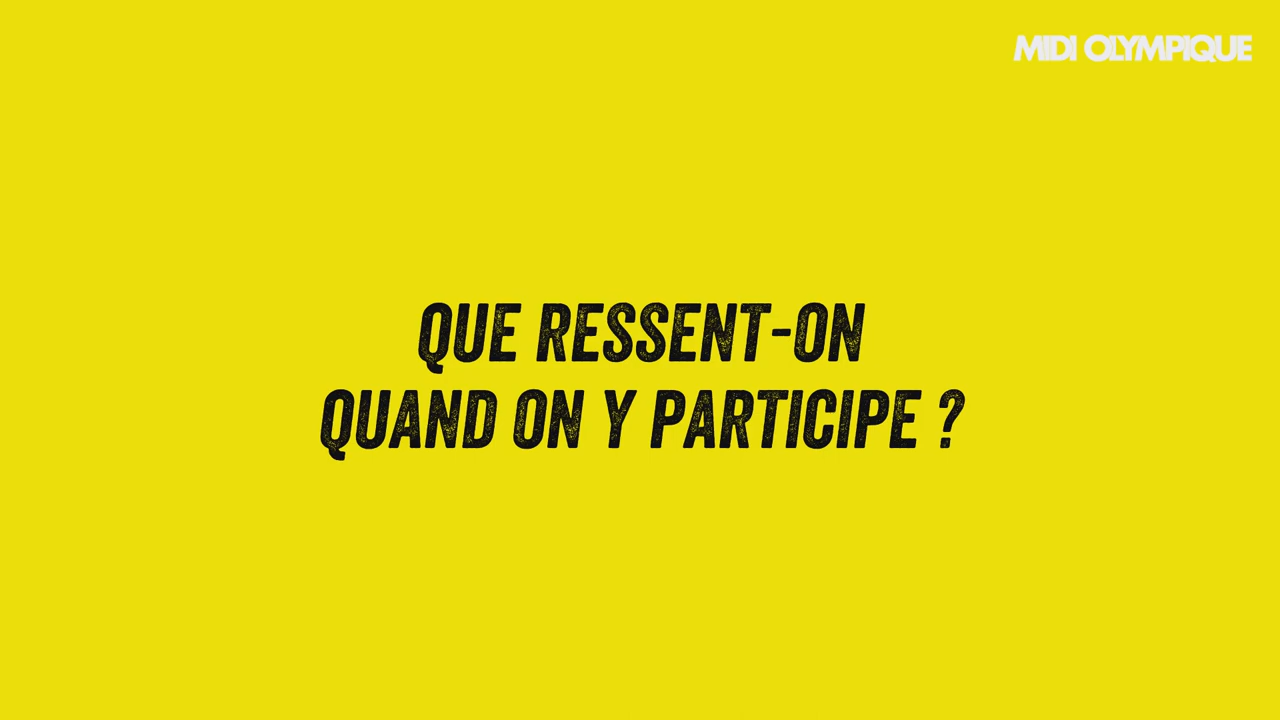 MIDI OLYMPIQUE
QUE RESSENT-ON
QUAND ON Y PARTICIPE ?